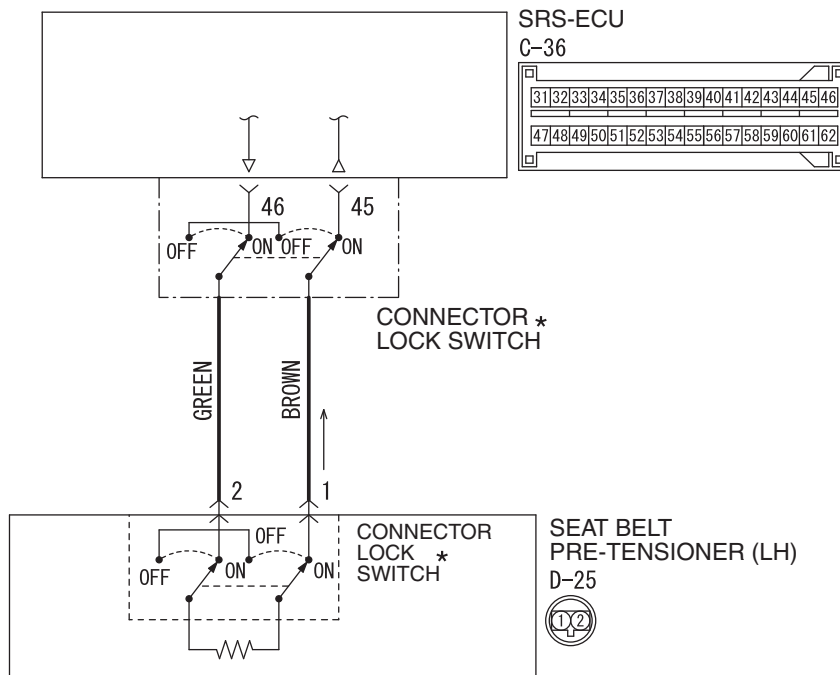 SRS-ECU
C-36
31 32 33 34 35 36 37 38 39 40 41 42 43 44 45 46
47 48 49 50 51 52 53 54 55 56 57 58 59 60 61 62
46 45
OFF ON OFF ON
CONNECTOR *
LOCK SWITCH
GREEN
BROWN
2 1
CONNECTOR
LOCK *
SWITCH
OFF ON OFF ON
SEAT BELT
PRE-TENSIONER (LH)
D-25
1 2